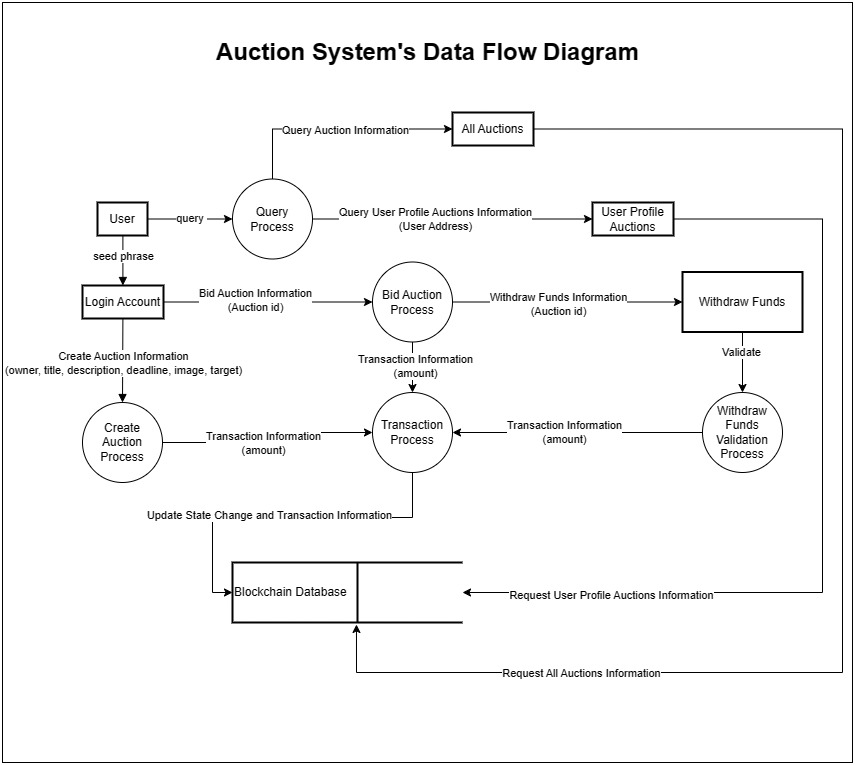 Auction System's Data Flow Diagram
Query Auction Information
All Auctions
User
query
Query
Process
Query User Profile Auctions Information
(User Address)
User Profile
Auctions
seed phrase
Login Account
Bid Auction Information
(Auction id)
Bid Auction
Process
Withdraw Funds Information
(Auction id)
Withdraw Funds
Create Auction Information
(owner, title, description, deadline, image, target)
Transaction Information
(amount)
Validate
Create
Auction
Process
Transaction Information
(amount)
Transaction
Process
Transaction Information
(amount)
Withdraw
Funds
Validation
Process
Update State Change and Transaction Information
Blockchain Database
Request User Profile Auctions Information
Request All Auctions Information